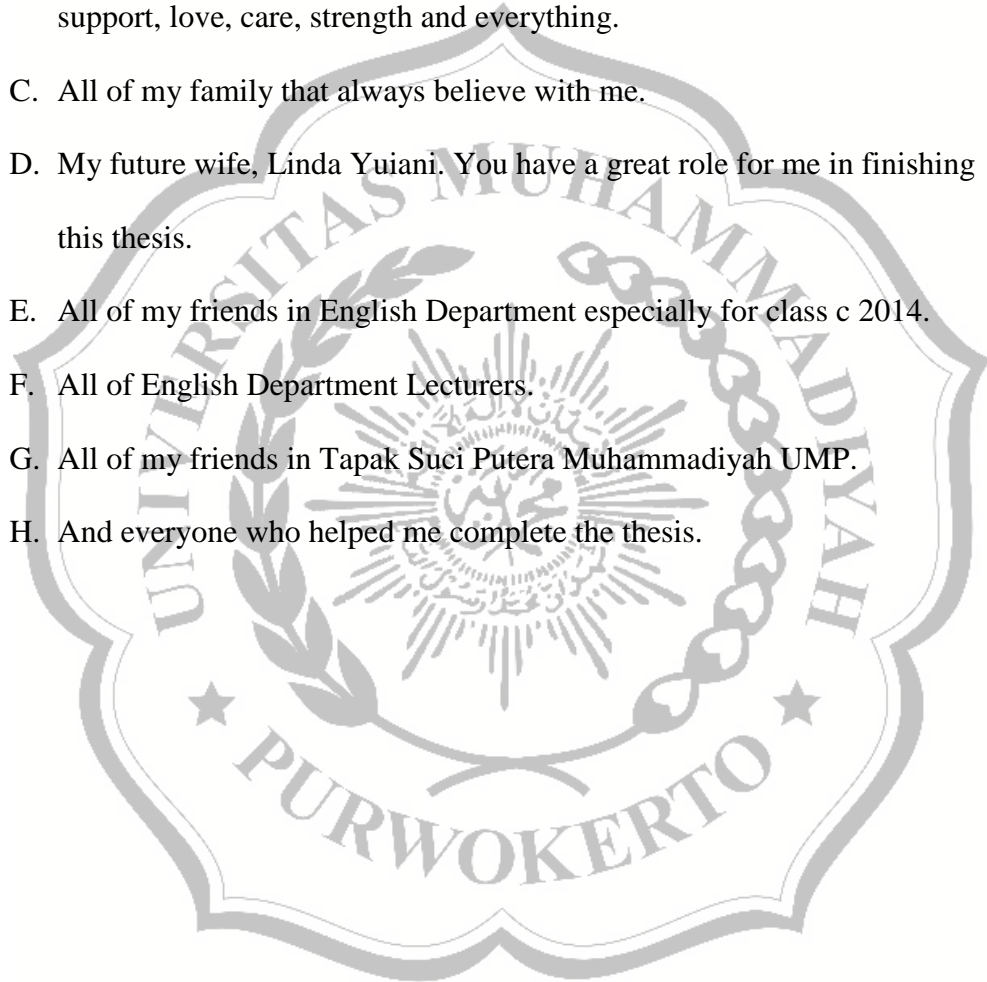 support, love, care, strength and everything.
C. All of my family that always believe with me.
D. My future wife, Linda Yuiani. You have a great role for me in finishing
this thesis.
E. All of my friends in English Department especially for class c 2014.
F. All of English Department Lecturers.
G. All of my friends in Tapak Suci Putera Muhammadiyah UMP.
H. And everyone who helped me complete the thesis.
UNIVERSITAS MUHAMMADIYAH
PURWOKERTO